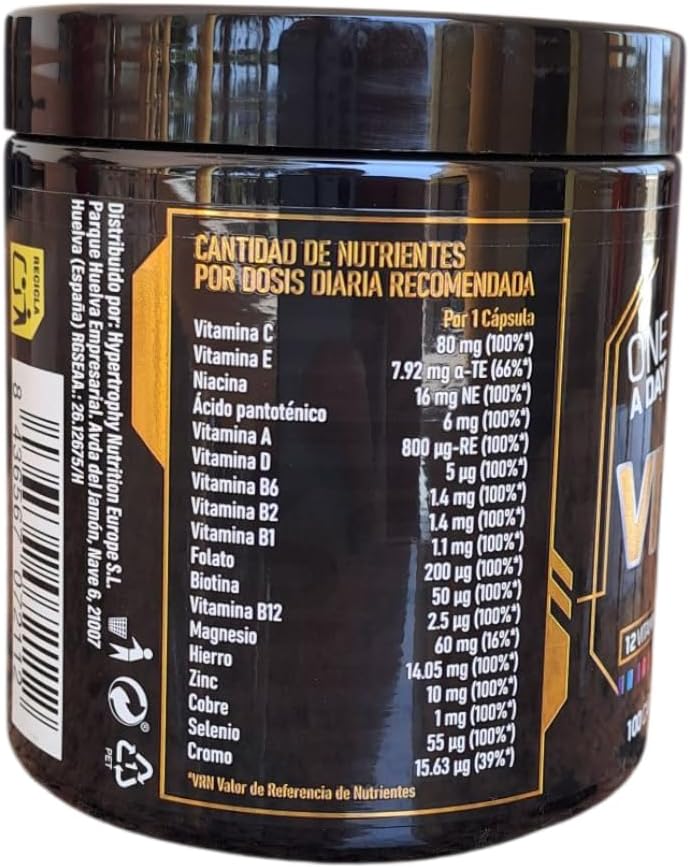 RECICLA
8 436567 072112
Distribuido por: Hypertrophy Nutrition Europe S.L.
Parque Huelva Empresarial. Avda del Jamón, Nave 6, 21007
Huelva (España) RGSEAA.: 26.12675/H
PET
1
CANTIDAD DE NUTRIENTES
POR DOSIS DIARIA RECOMENDADA
Por 1 Cápsula
Vitamina C 80 mg (100%*)
Vitamina E 7.92 mg α-TE (66%*)
Niacina 16 mg NE (100%*)
Ácido pantoténico 6 mg (100%*)
Vitamina A 800 µg-RE (100%*)
Vitamina D 5 µg (100%*)
Vitamina B6 1.4 mg (100%*)
Vitamina B2 1.4 mg (100%*)
Vitamina B1 1.1 mg (100%*)
Folato 200 µg (100%*)
Biotina 50 µg (100%*)
Vitamina B12 2.5 µg (100%*)
Magnesio 60 mg (16%*)
Hierro 14.05 mg (100%*)
Zinc 10 mg (100%*)
Cobre 1 mg (100%*)
Selenio 55 µg (100%*)
Cromo 15.63 µg (39%*)
*VRN Valor de Referencia de Nutrientes
ONE
A DAY